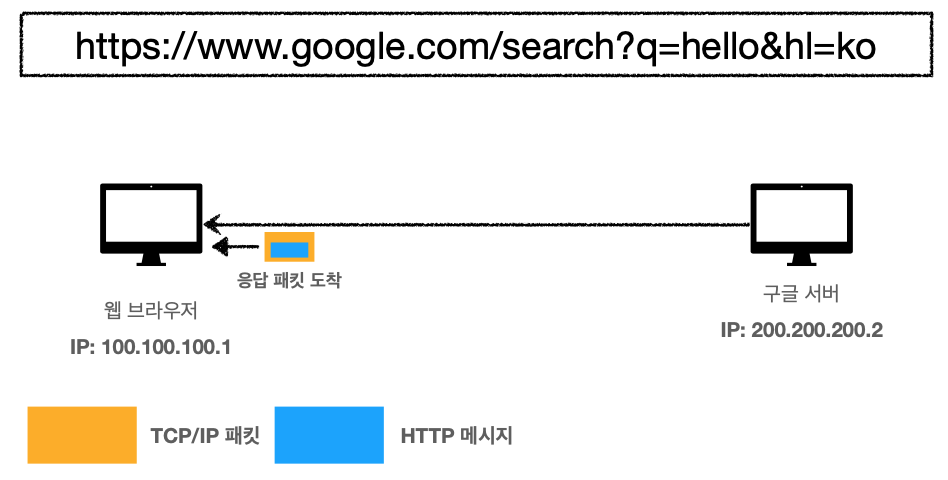 https://www.google.com/search?q=hello&hl=ko
응답 패킷 도착
웹 브라우저
IP: 100.100.100.1
구글 서버
IP: 200.200.200.2
TCP/IP 패킷
HTTP 메시지